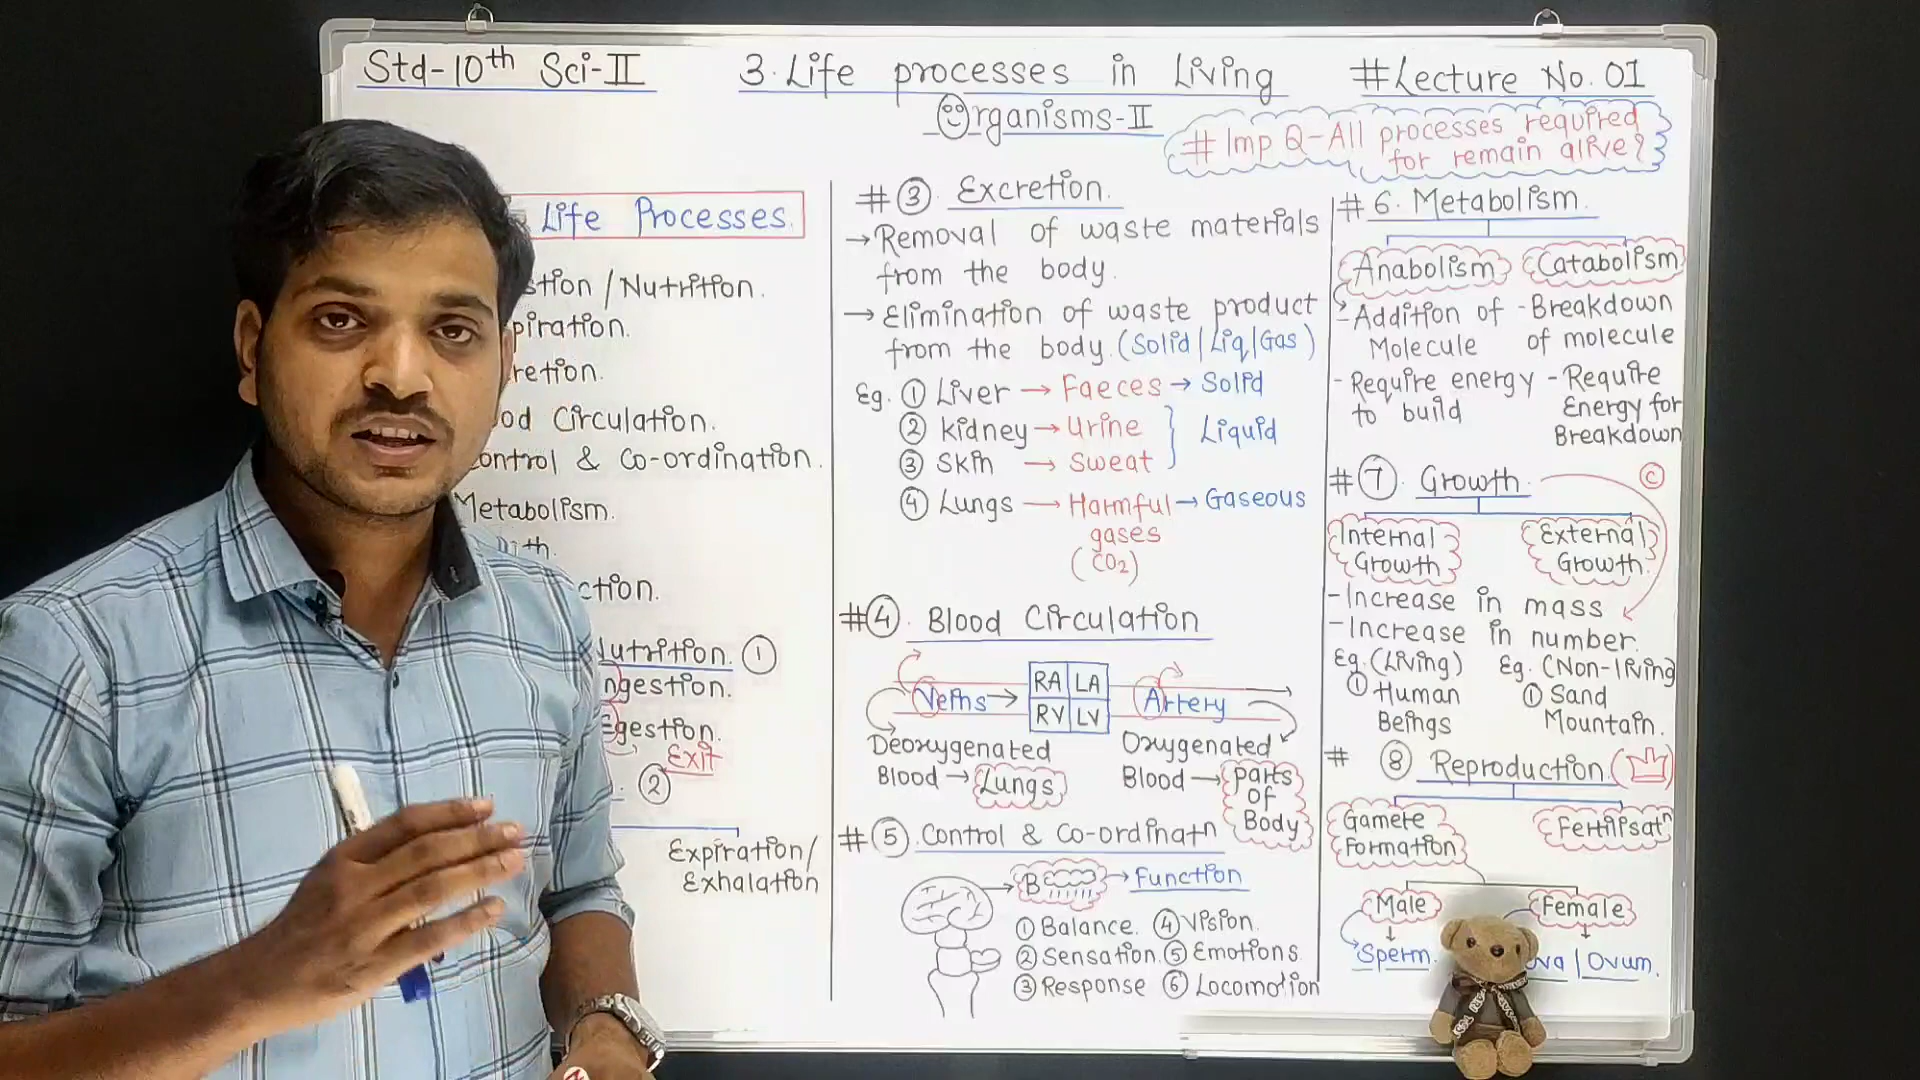 Std-10th Sci-II
3. Life processes in Living
Organisms-II
#Lecture No. 01
# Imp Q-All processes required
for remain alive?
Life Processes.
stion / Nutrition.
piration.
retion.
od Circulation.
ontrol & Co-ordination.
Metabolism.
th.
ction.
Nutrition. ①
ngestion.
Egestion.
Exit
②
Expiration/
Exhalation
# ③ Excretion.
→ Removal of waste materials
from the body.
→ Elimination of waste product
from the body. (Solid/Liq/Gas)
Eg. ① Liver → Faeces → Solid
② Kidney → Urine
Liquid
③ Skin → Sweat
④ Lungs → Harmful → Gaseous
gases
(CO₂)
#④. Blood Circulation
Veins → RA LA Artery
RV LV
Deoxygenated
Blood → Lungs
Oxygenated
Blood → parts
of
Body
#⑤. Control & Co-ordinatn
B → Function
① Balance. ④ Vision.
② Sensation. ⑤ Emotions.
③ Response ⑥ Locomotion
# 6. Metabolism.
Anabolism
- Addition of
Molecule
- Require energy
to build
Catabolism
- Breakdown
of molecule
- Require
Energy for
Breakdown
# ⑦. Growth.
C
Internal
Growth
External
Growth.
- Increase in mass
- Increase in number.
Eg. (Living)
① Human
Beings
Eg. (Non-living)
① Sand
Mountain.
# ⑧ Reproduction.
Gamete
Formation
Fertilisatn
Male
Sperm.
Female
ova / Ovum.